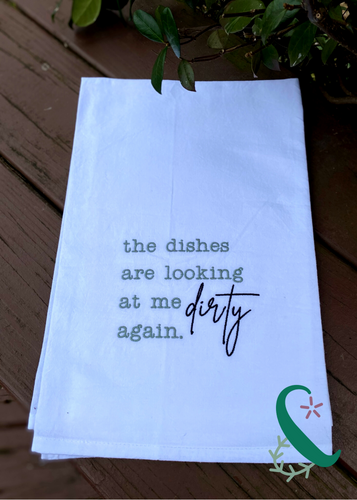 the dishes
are looking
at me dirty
again.